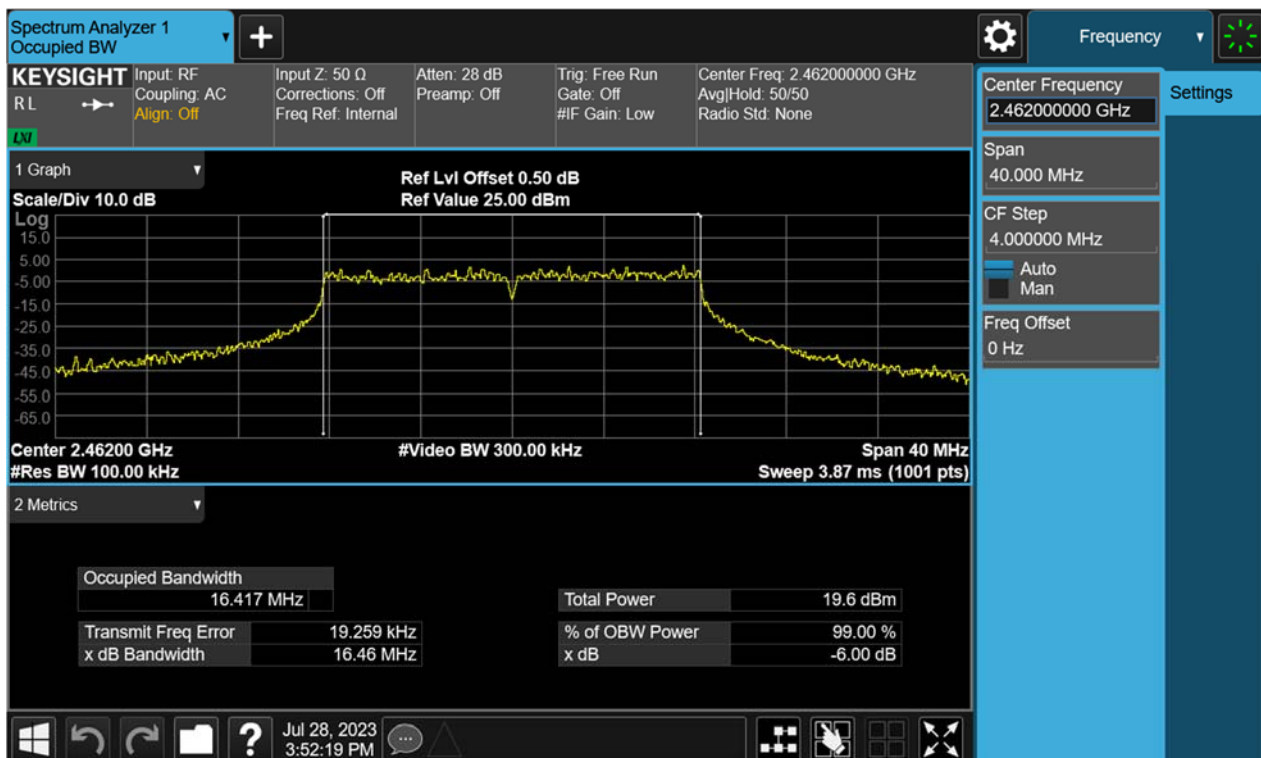 Spectrum Analyzer 1
Occupied BW
+
Frequency
KEYSIGHT
R L
LXI
Input: RF
Coupling: AC
Align: Off
Input Z: 50 Ω
Corrections: Off
Freq Ref: Internal
Atten: 28 dB
Preamp: Off
Trig: Free Run
Gate: Off
#IF Gain: Low
Center Freq: 2.462000000 GHz
Avg|Hold: 50/50
Radio Std: None
Center Frequency
2.462000000 GHz
Settings
Span
40.000 MHz
CF Step
4.000000 MHz
Auto
Man
Freq Offset
0 Hz
1 Graph
Scale/Div 10.0 dB
Ref Lvl Offset 0.50 dB
Ref Value 25.00 dBm
Log
15.0
5.00
-5.00
-15.0
-25.0
-35.0
-45.0
-55.0
-65.0
Center 2.46200 GHz
#Video BW 300.00 kHz
Span 40 MHz
#Res BW 100.00 kHz
Sweep 3.87 ms (1001 pts)
2 Metrics
Occupied Bandwidth
16.417 MHz
Total Power 19.6 dBm
Transmit Freq Error 19.259 kHz
% of OBW Power 99.00 %
x dB Bandwidth 16.46 MHz
x dB -6.00 dB
?
Jul 28, 2023
3:52:19 PM